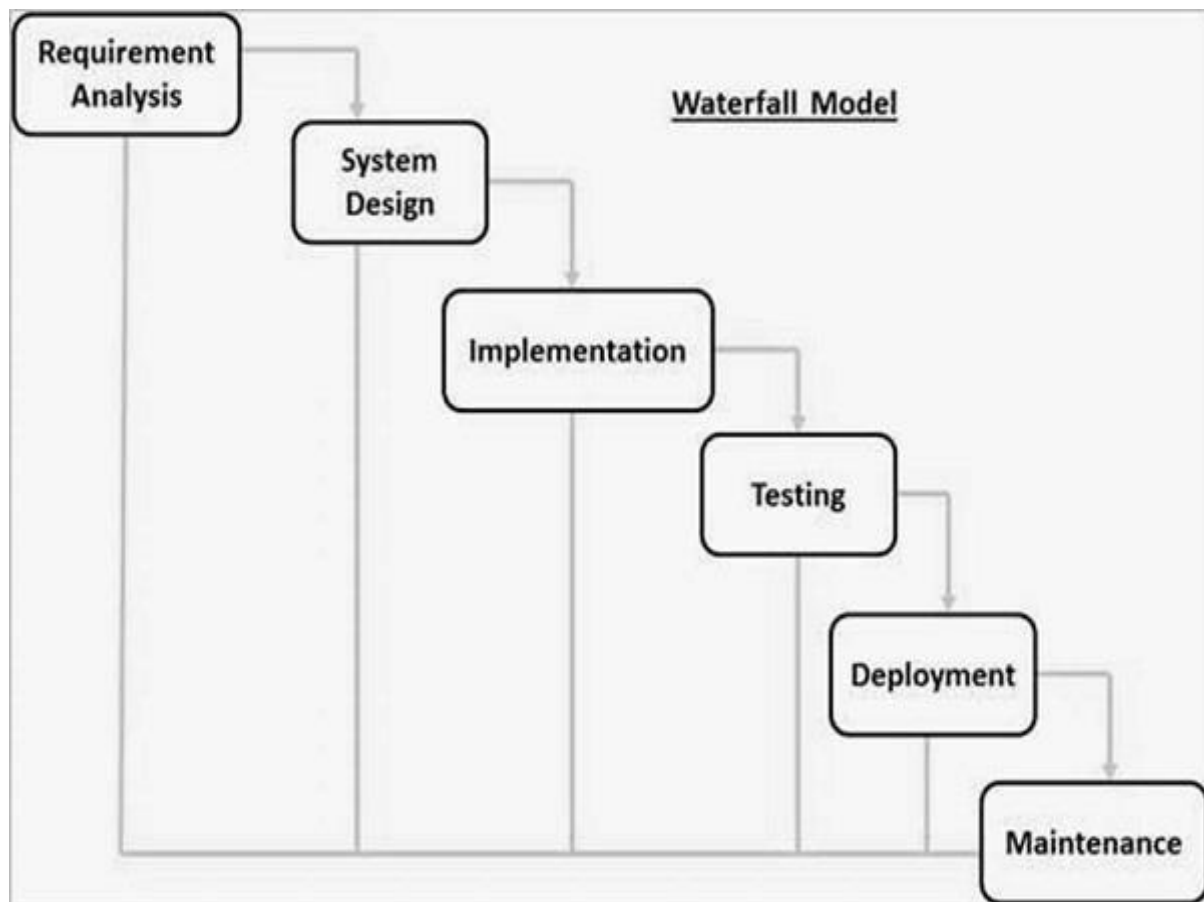 Requirement
Analysis
Waterfall Model
System
Design
Implementation
Testing
Deployment
Maintenance